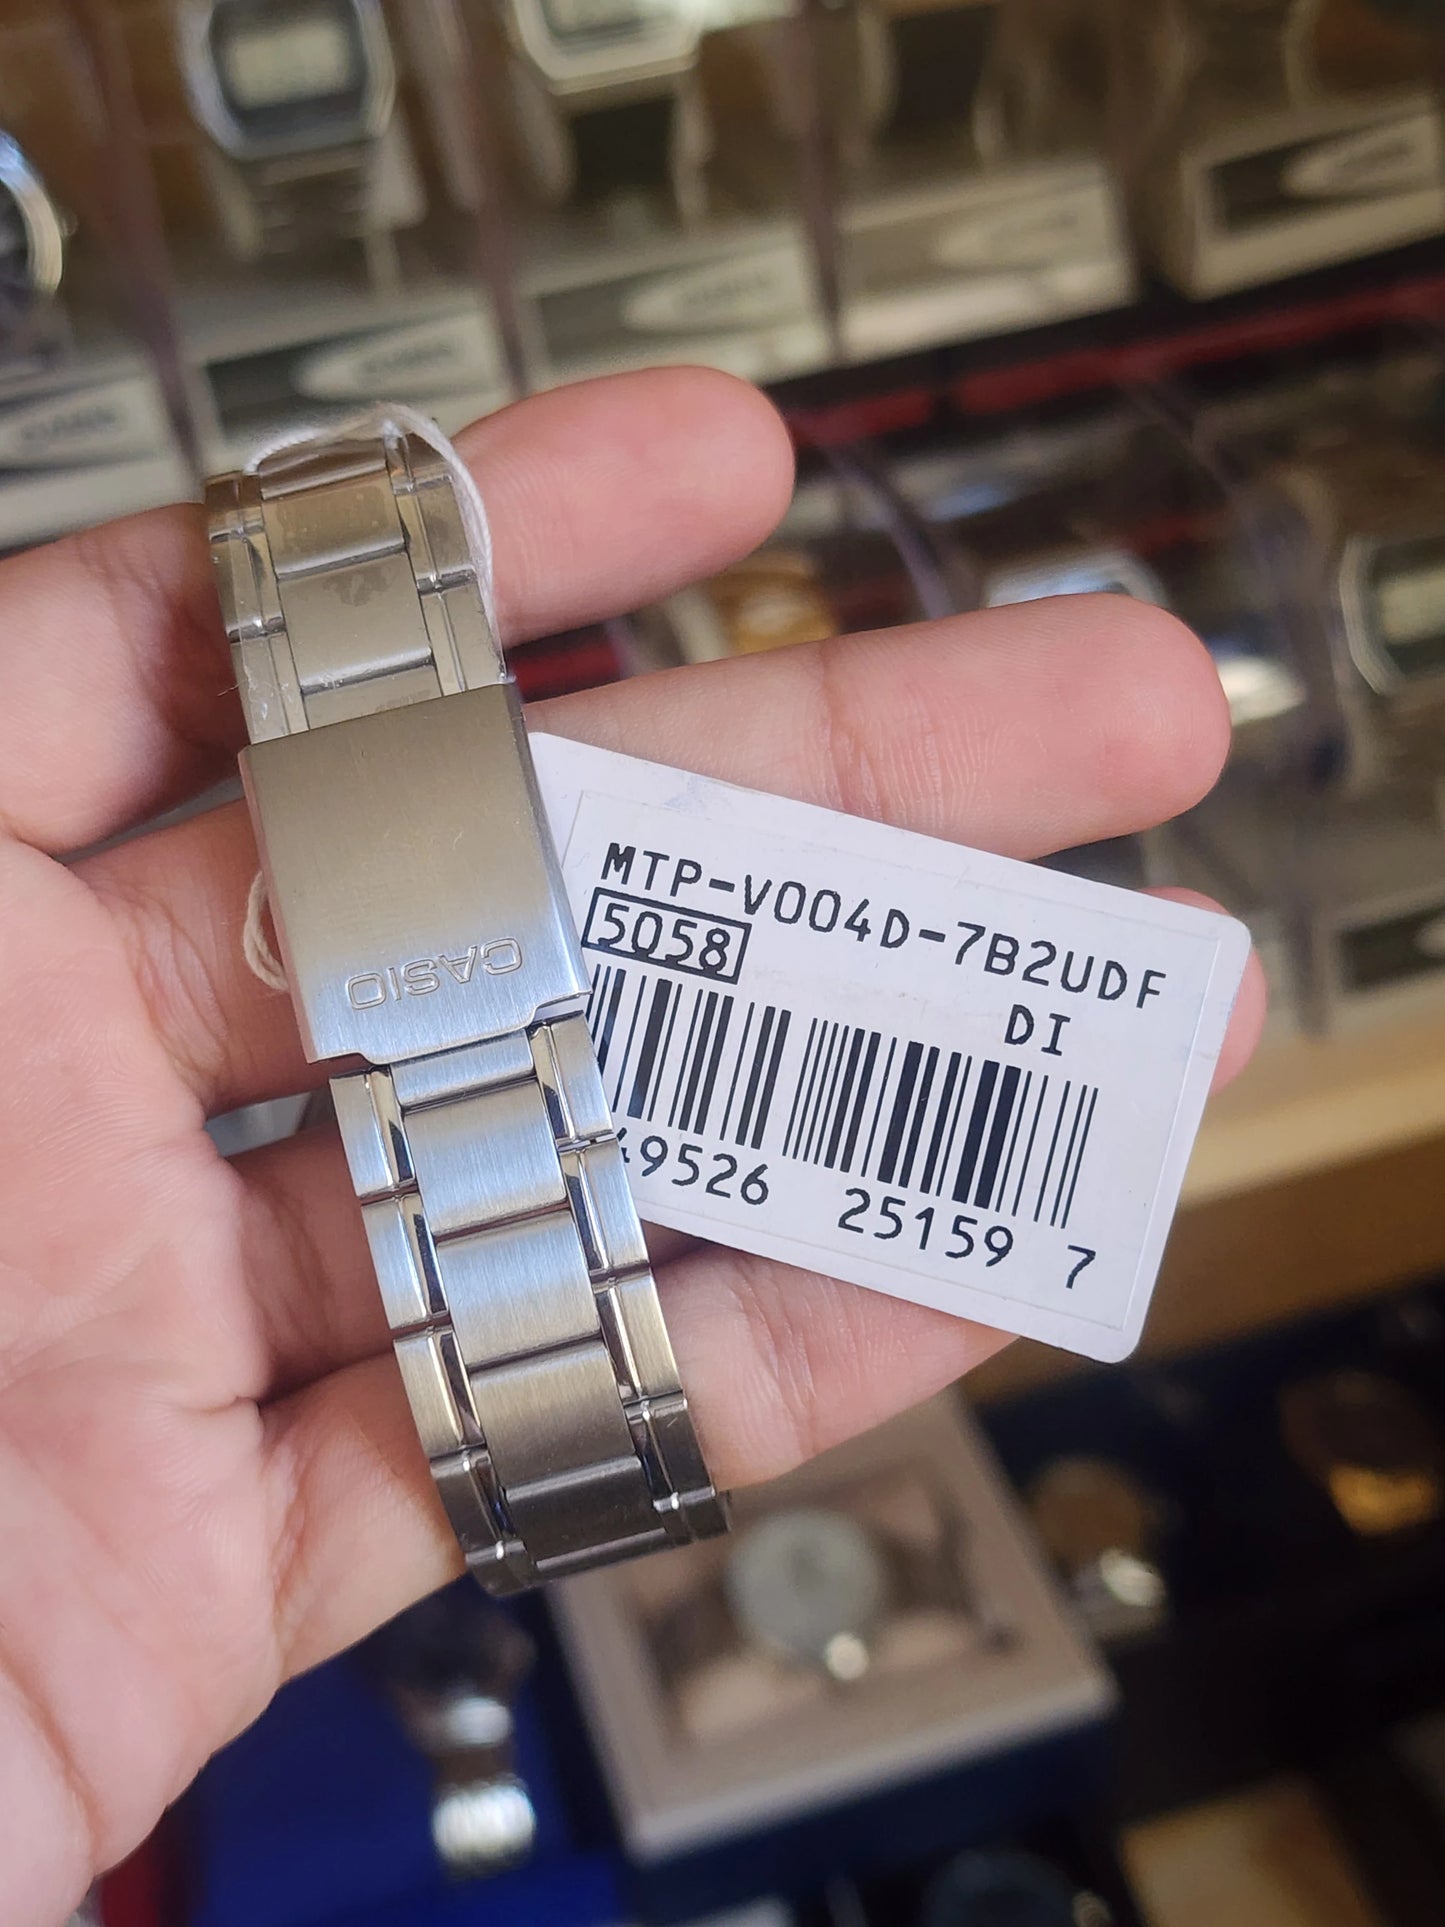 MTP-V004D-7B2UDF
5058
DI
49526 25159 7
CASIO